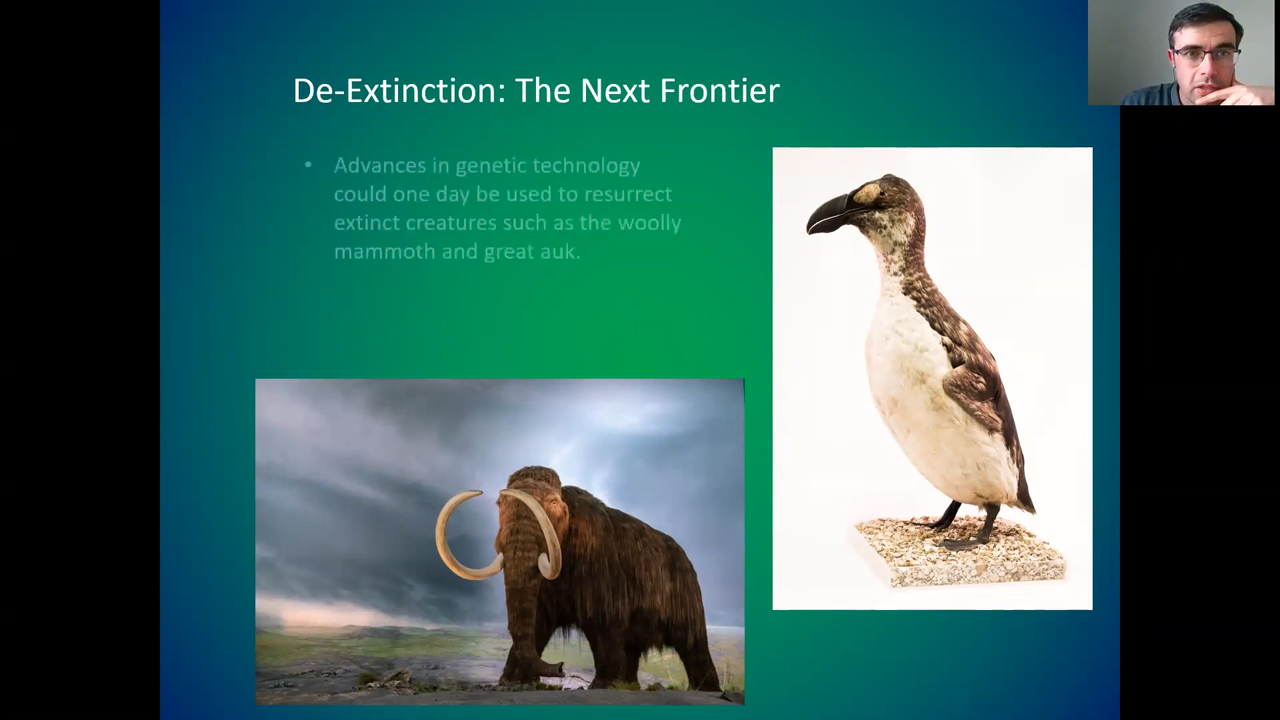 De-Extinction: The Next Frontier
• Advances in genetic technology
could one day be used to resurrect
extinct creatures such as the woolly
mammoth and great auk.